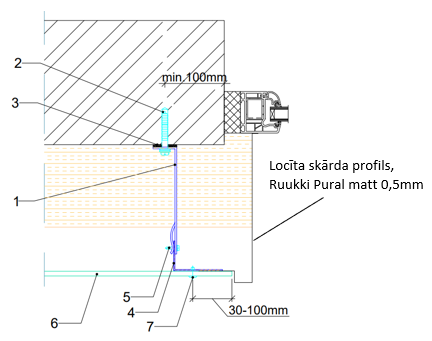 2
min.100mm
3
Locīta skārda profils,
Ruukki Pural matt 0,5mm
1
5
4
30-100mm
6
7